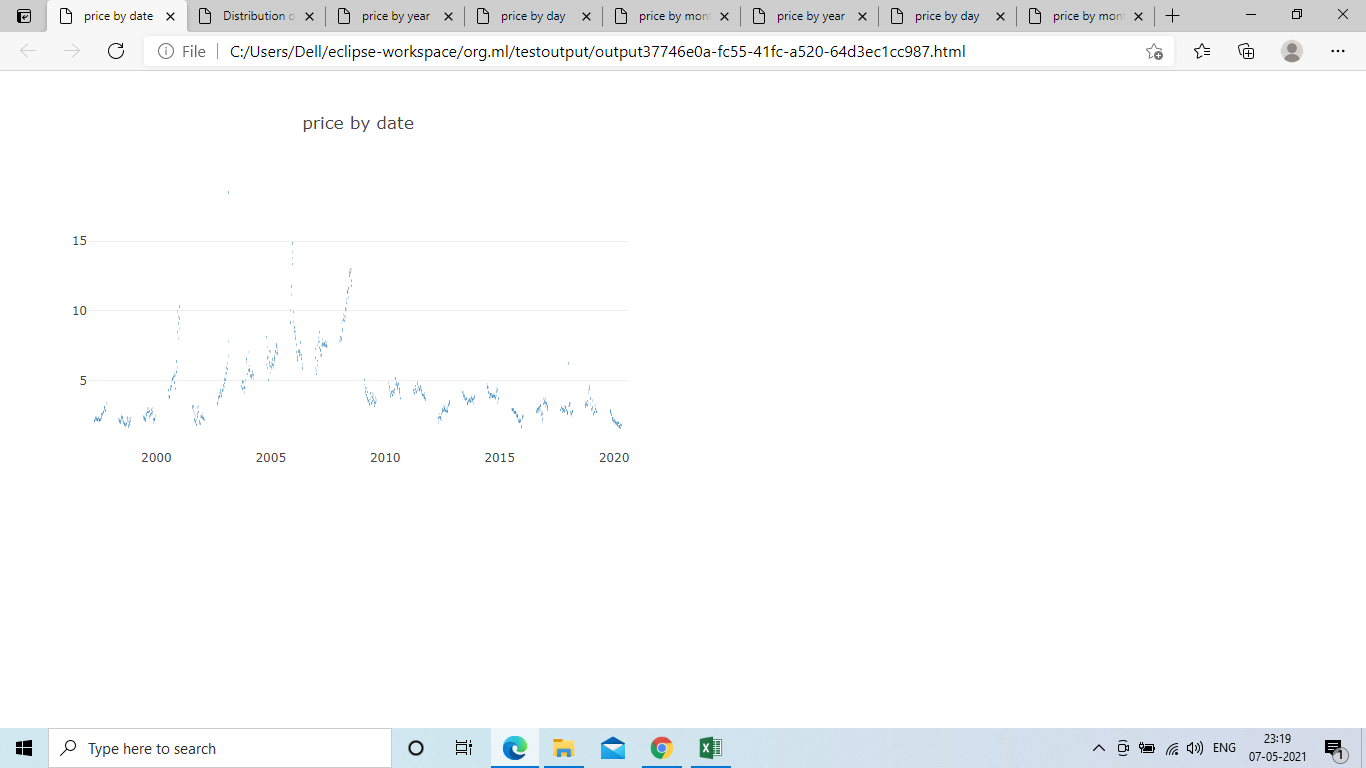 price by date
Distribution o
price by year
price by day
price by mon
price by year
price by day
price by mon
File
C:/Users/Dell/eclipse-workspace/org.ml/testoutput/output37746e0a-fc55-41fc-a520-64d3ec1cc987.html
price by date
15
10
5
2000 2005 2010 2015 2020
Type here to search
ENG
23:19
07-05-2021
1